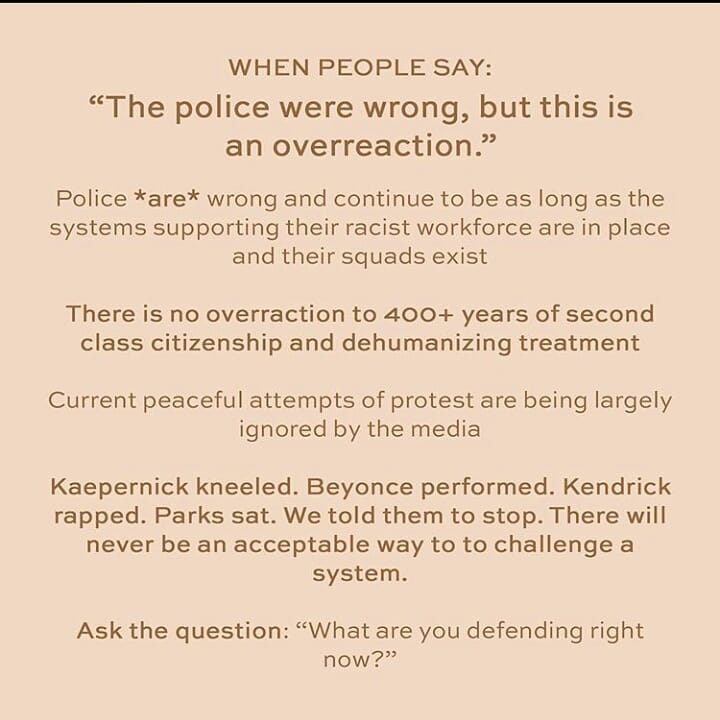 WHEN PEOPLE SAY:
“The police were wrong, but this is
an overreaction.”
Police *are* wrong and continue to be as long as the
systems supporting their racist workforce are in place
and their squads exist
There is no overraction to 400+ years of second
class citizenship and dehumanizing treatment
Current peaceful attempts of protest are being largely
ignored by the media
Kaepernick kneeled. Beyonce performed. Kendrick
rapped. Parks sat. We told them to stop. There will
never be an acceptable way to to challenge a
system.
Ask the question: “What are you defending right
now?”